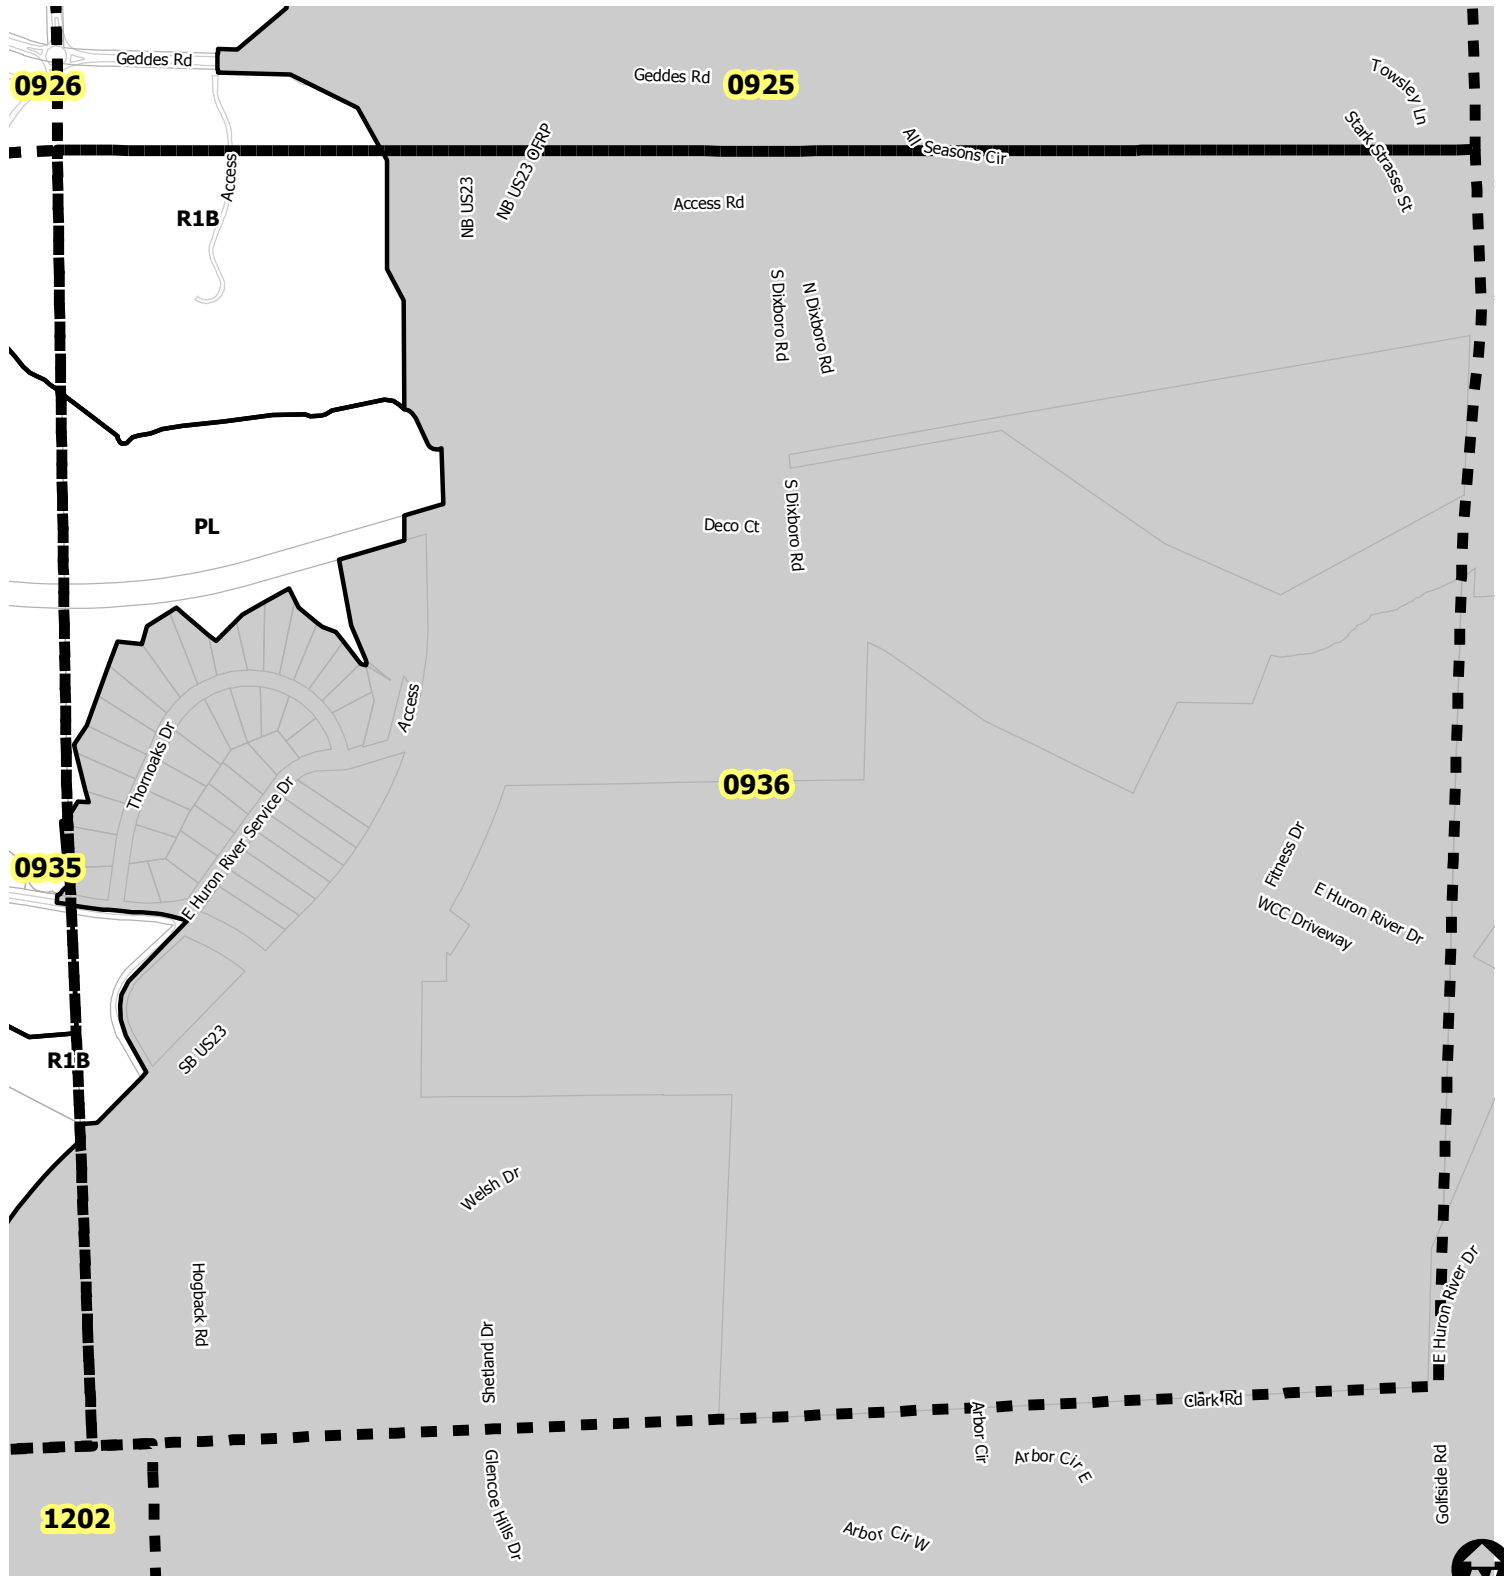 Geddes Rd
Geddes Rd
0926
0925
Towsley Ln
Stark Strasse St
All Seasons Cir
NB US23 OFRP
Access
NB US23
R1B
Access Rd
S Dixboro Rd
N Dixboro Rd
PL
Deco Ct
S Dixboro Rd
Access
Thornoaks Dr
0936
E Huron River Service Dr
0935
Fitness Dr
E Huron River Dr
WCC Driveway
SB US23
R1B
Welsh Dr
Hogback Rd
E Huron River Dr
Shetland Dr
Clark Rd
Arbor Cir
Arbor Cir E
Glencoe Hills Dr
Golfside Rd
1202
Arbor Cir W